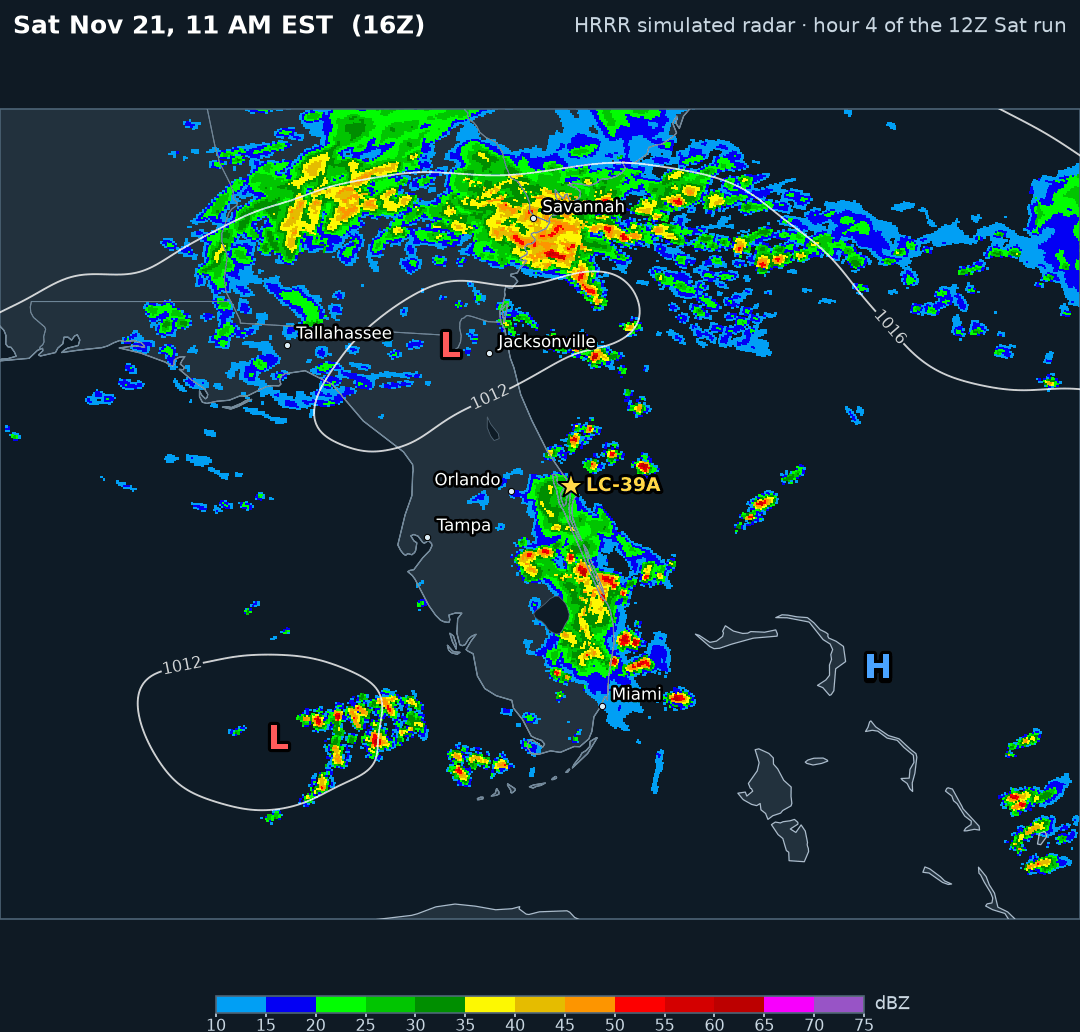 Sat Nov 21, 11 AM EST (16Z)
HRRR simulated radar · hour 4 of the 12Z Sat run
Savannah
Tallahassee
L
Jacksonville
1016
1012
Orlando
LC-39A
Tampa
1012
H
Miami
L
dBZ
10 15 20 25 30 35 40 45 50 55 60 65 70 75